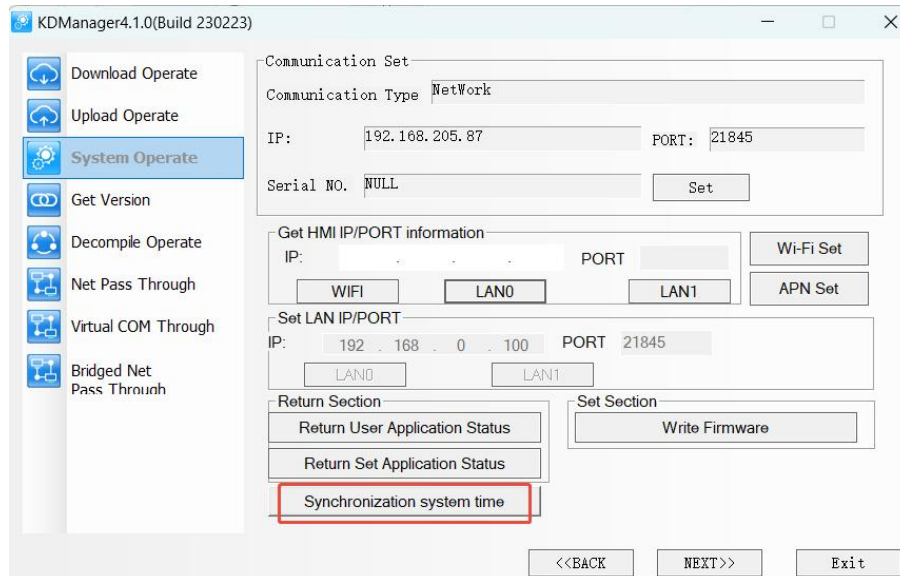 KDManager4.1.0(Build 230223)
Download Operate
Upload Operate
System Operate
Get Version
Decompile Operate
Net Pass Through
Virtual COM Through
Bridged Net
Pass Through
Communication Set
Communication Type NetWork
IP: 192.168.205.87 PORT: 21845
Serial NO. NULL Set
Get HMI IP/PORT information
IP: . . . PORT
WIFI LAN0 LAN1
Wi-Fi Set
APN Set
Set LAN IP/PORT
IP: 192 . 168 . 0 . 100 PORT 21845
LAN0 LAN1
Return Section
Return User Application Status
Return Set Application Status
Set Section
Write Firmware
Synchronization system time
<<BACK NEXT>> Exit